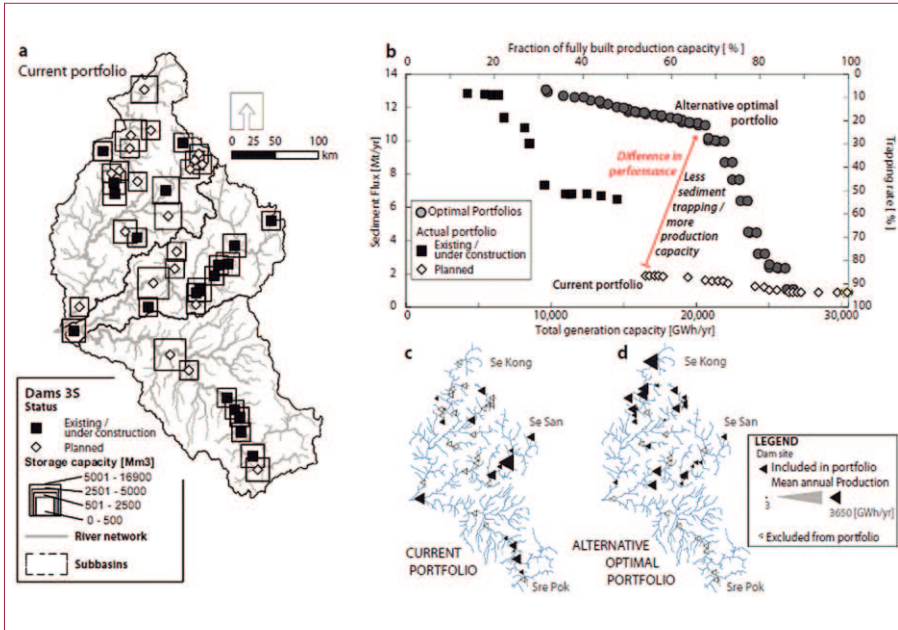 a
Current portfolio
0 50 100
km
Dams 3S
Status
Existing /
under construction
Planned
Storage capacity [Mm3]
5001 - 16900
2501 - 5000
501 - 2500
0 - 500
River network
Subbasins
b
Fraction of fully built production capacity [ % ]
0 20 40 60 80 100
14
12
10
8
6
4
2
0
Sediment Flux [Mt/yr]
0
10
20
30
40
50
60
70
80
90
100
Trapping rate [ % ]
Alternative optimal
portfolio
Difference in
performance
Less
sediment
trapping /
more
production
capacity
Optimal Portfolios
Actual portfolio
Existing /
under construction
Planned
Current portfolio
0 10,000 20,000 30,000
Total generation capacity [GWh/yr]
c
Se Kong
Se San
CURRENT
PORTFOLIO
Sre Pok
d
Se Kong
Se San
ALTERNATIVE
OPTIMAL
PORTFOLIO
Sre Pok
LEGEND
Dam site
Included in portfolio
Mean annual Production
3
3650 [GWh/yr]
Excluded from portfolio